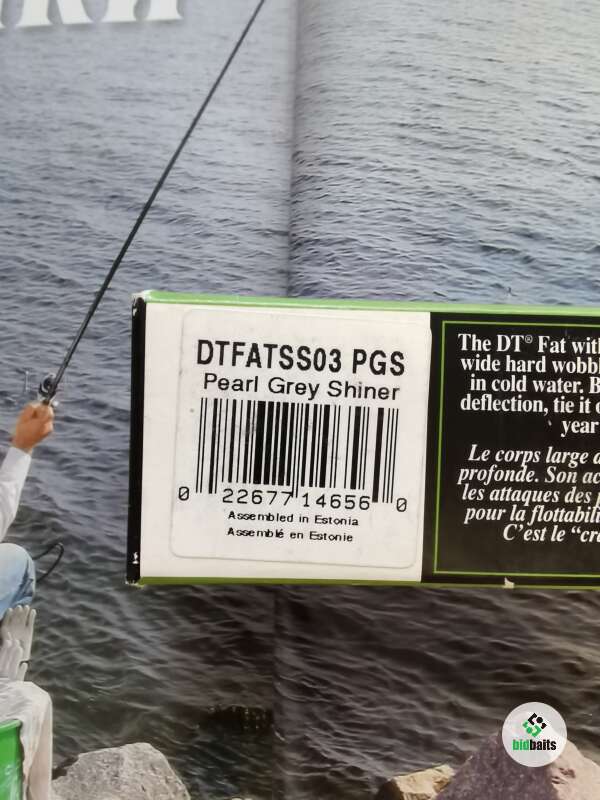 DTFATSS03 PGS
Pearl Grey Shiner
0 22677 14656 0
Assembled in Estonia
Assemblé en Estonie
The DT® Fat with
wide hard wobbl
in cold water. B
deflection, tie it o
year
Le corps large a
profonde. Son ac
les attaques des p
pour la flottabili
C'est le "cra
bidbaits